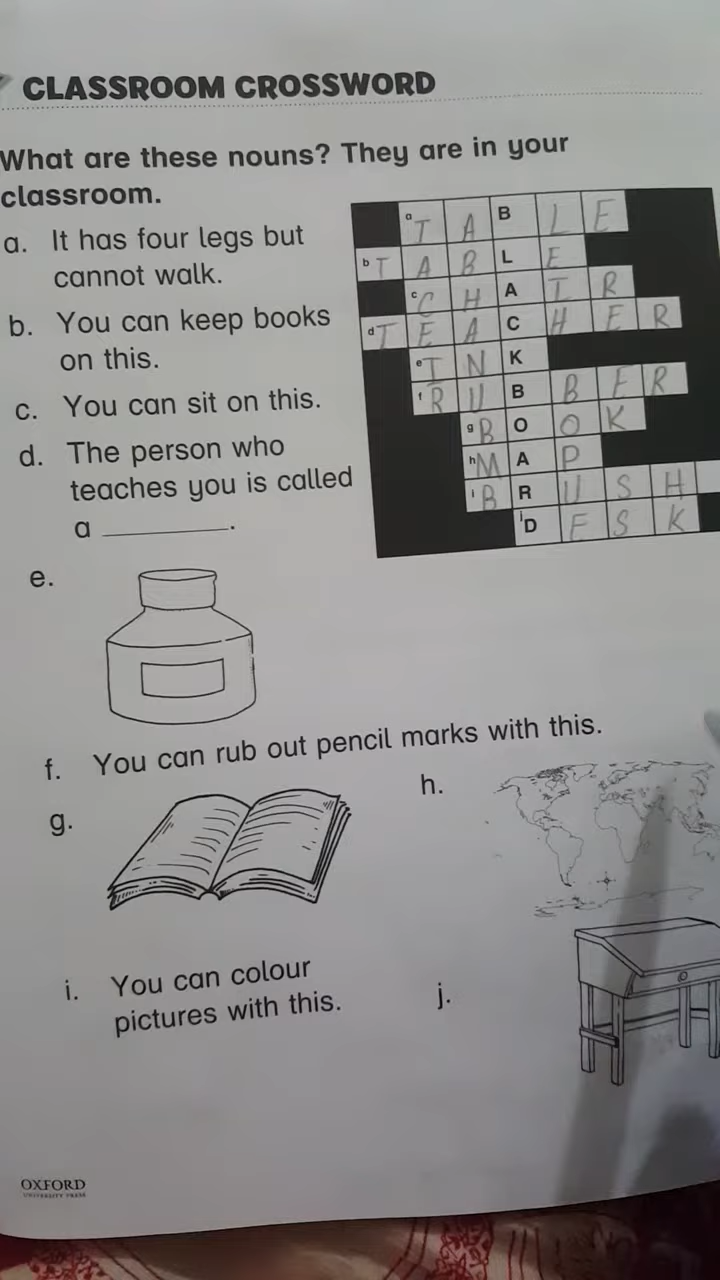 CLASSROOM CROSSWORD
What are these nouns? They are in your
classroom.
a. It has four legs but
cannot walk.
b. You can keep books
on this.
c. You can sit on this.
d. The person who
teaches you is called
a ________.
a T A B L E
b T A B L E
c C H A I R
d T E A C H E R
e I N K
f R U B B E R
g B O O K
h M A P
i B R U S H
j D E S K
e.
f. You can rub out pencil marks with this.
g.
h.
i. You can colour
pictures with this.
j.
OXFORD
UNIVERSITY PRESS